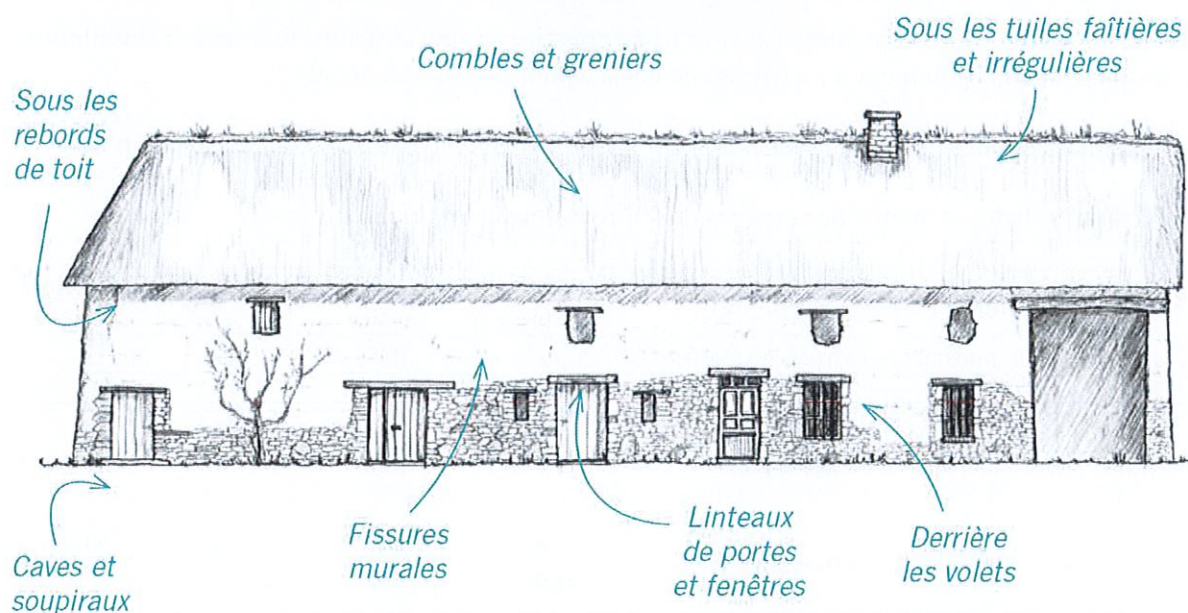 Sous les tuiles faîtières
et irrégulières
Combles et greniers
Sous les
rebords
de toit
Caves et
soupiraux
Fissures
murales
Linteaux
de portes
et fenêtres
Derrière
les volets